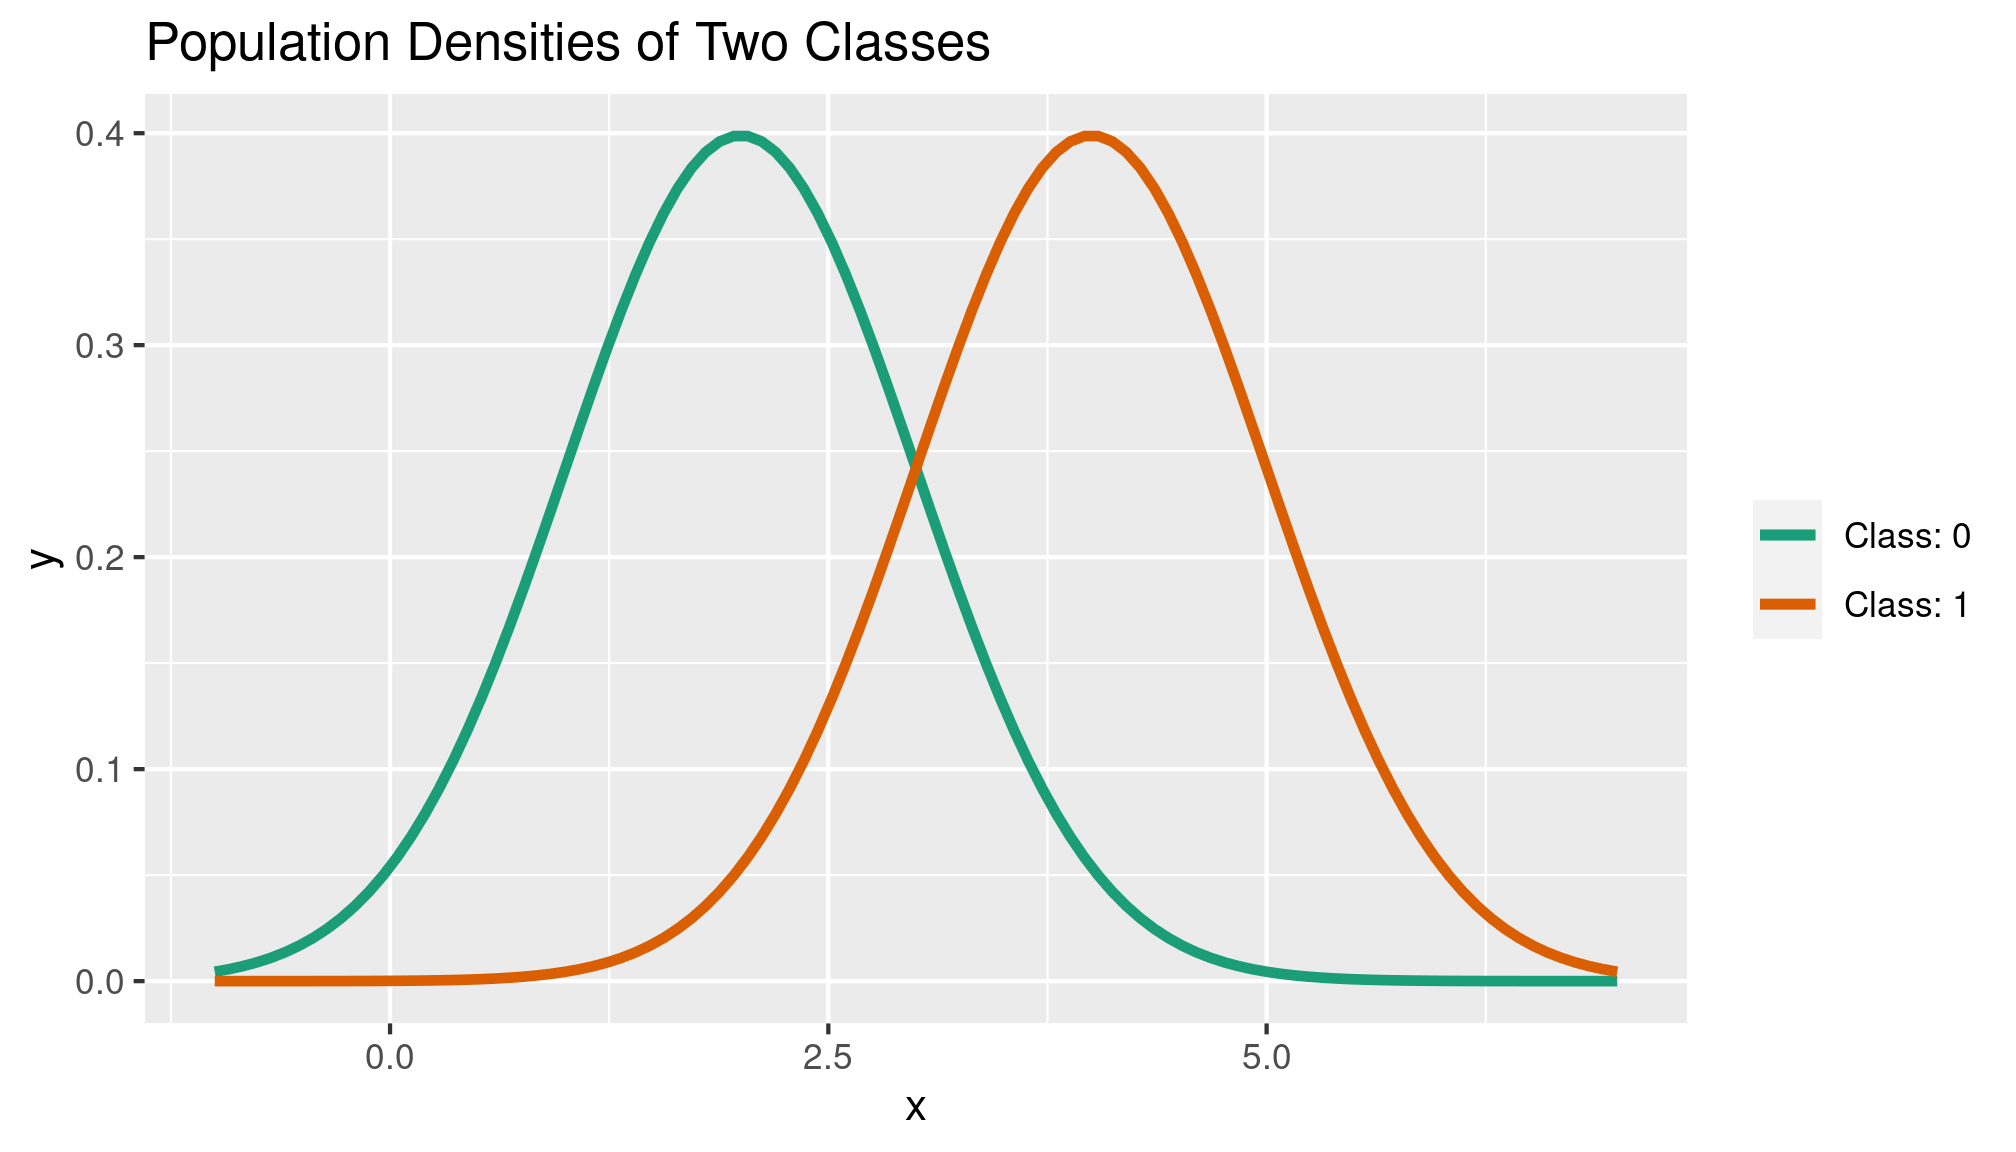 Population Densities of Two Classes
0.4
0.3
0.2
0.1
0.0
y
0.0 2.5 5.0
x
Class: 0
Class: 1